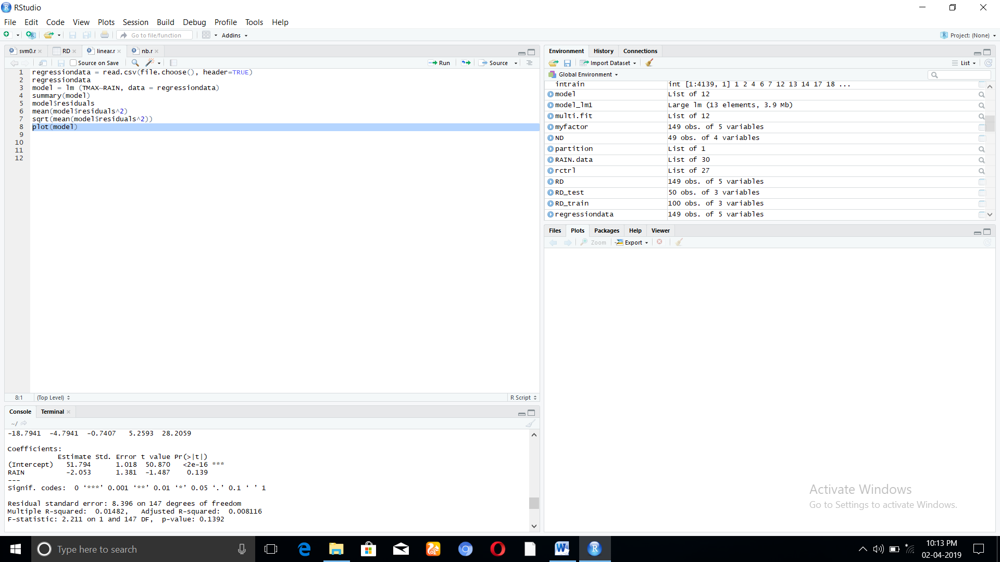 RStudio
File Edit Code View Plots Session Build Debug Profile Tools Help
Go to file/function Addins Project: (None)
svm0.r RD linear.r nb.r
Source on Save Run Source
1 regressiondata = read.csv(file.choose(), header=TRUE)
2 regressiondata
3 model = lm (TMAX~RAIN, data = regressiondata)
4 summary(model)
5 model$residuals
6 mean(model$residuals^2)
7 sqrt(mean(model$residuals^2))
8 plot(model)
9
10
11
12
8:1 (Top Level) R Script
Console Terminal
~/
-18.7941 -4.7941 -0.7407 5.2593 28.2059
Coefficients:
Estimate Std. Error t value Pr(>|t|)
(Intercept) 51.794 1.018 50.870 <2e-16 ***
RAIN -2.053 1.381 -1.487 0.139
---
Signif. codes: 0 ‘***’ 0.001 ‘**’ 0.01 ‘*’ 0.05 ‘.’ 0.1 ‘ ’ 1
Residual standard error: 8.396 on 147 degrees of freedom
Multiple R-squared: 0.01482, Adjusted R-squared: 0.008116
F-statistic: 2.211 on 1 and 147 DF, p-value: 0.1392
Environment History Connections
Import Dataset List
Global Environment
intrain int [1:4139, 1] 1 2 4 6 7 12 13 14 17 18 ...
model List of 12
model_lm1 Large lm (13 elements, 3.9 Mb)
multi.fit List of 12
myfactor 149 obs. of 5 variables
ND 49 obs. of 4 variables
partition List of 1
RAIN.data List of 30
rctrl List of 27
RD 149 obs. of 5 variables
RD_test 50 obs. of 3 variables
RD_train 100 obs. of 3 variables
regressiondata 149 obs. of 5 variables
Files Plots Packages Help Viewer
Zoom Export
Activate Windows
Go to Settings to activate Windows.
Type here to search
10:13 PM
02-04-2019